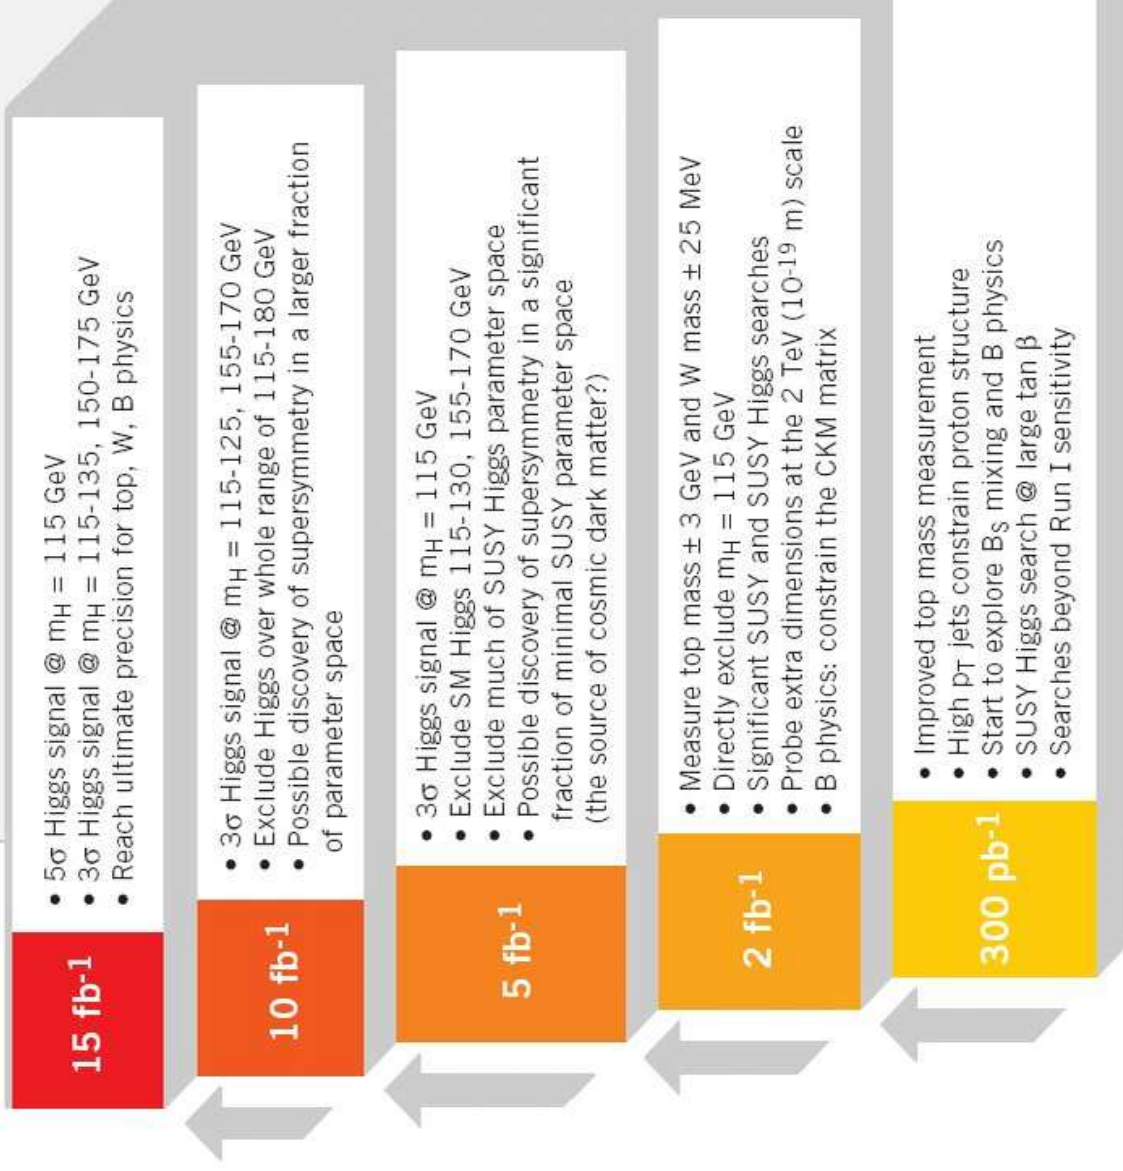 15 fb-1
• 5σ Higgs signal @ mH = 115 GeV
• 3σ Higgs signal @ mH = 115-135, 150-175 GeV
• Reach ultimate precision for top, W, B physics
10 fb-1
• 3σ Higgs signal @ mH = 115-125, 155-170 GeV
• Exclude Higgs over whole range of 115-180 GeV
• Possible discovery of supersymmetry in a larger fraction
of parameter space
5 fb-1
• 3σ Higgs signal @ mH = 115 GeV
• Exclude SM Higgs 115-130, 155-170 GeV
• Exclude much of SUSY Higgs parameter space
• Possible discovery of supersymmetry in a significant
fraction of minimal SUSY parameter space
(the source of cosmic dark matter?)
2 fb-1
• Measure top mass ± 3 GeV and W mass ± 25 MeV
• Directly exclude mH = 115 GeV
• Significant SUSY and SUSY Higgs searches
• Probe extra dimensions at the 2 TeV (10-19 m) scale
• B physics: constrain the CKM matrix
300 pb-1
• Improved top mass measurement
• High pT jets constrain proton structure
• Start to explore BS mixing and B physics
• SUSY Higgs search @ large tan β
• Searches beyond Run I sensitivity